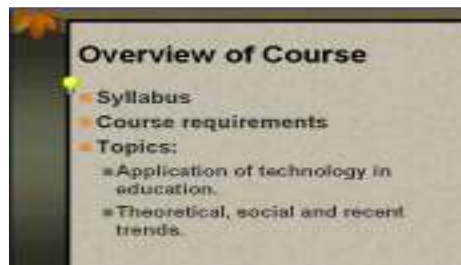 Overview of Course
Syllabus
Course requirements
Topics:
Application of technology in
education.
Theoretical, social and recent
trends.